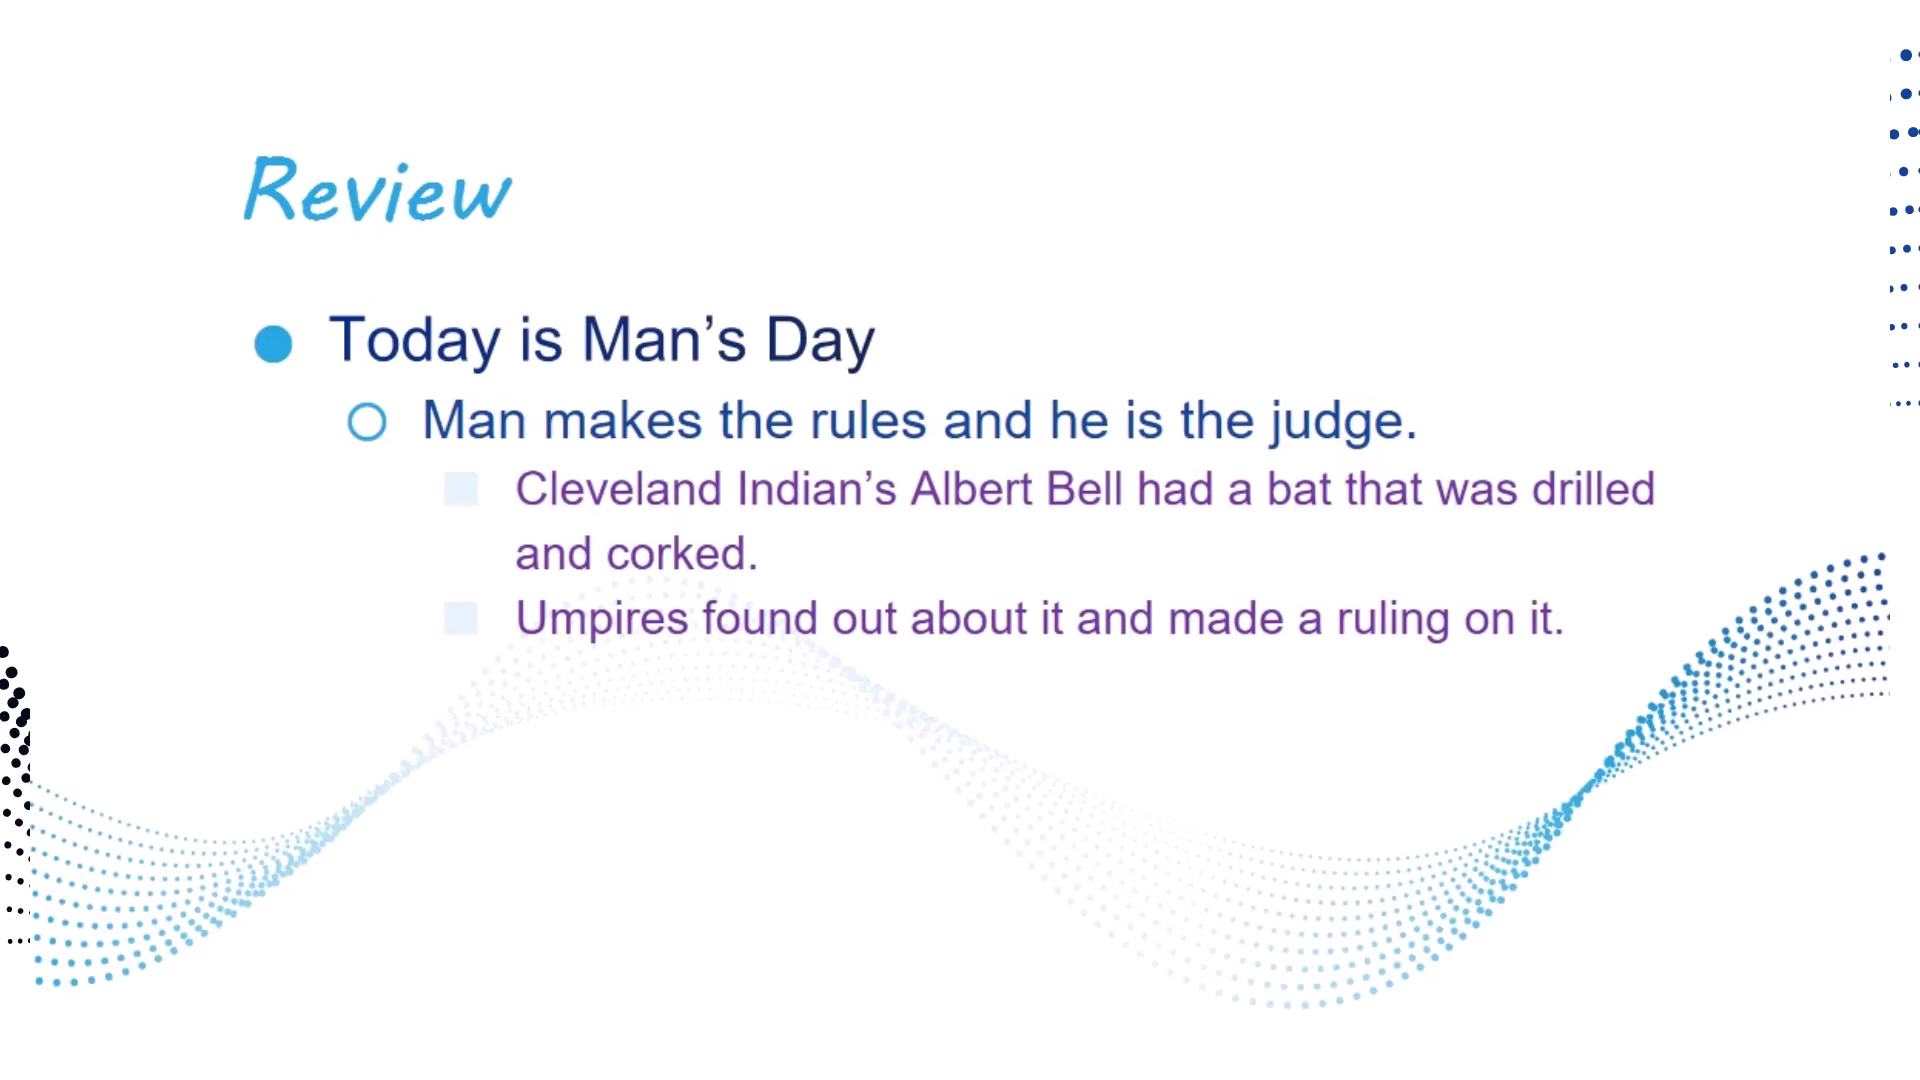 Review
Today is Man’s Day
Man makes the rules and he is the judge.
Cleveland Indian’s Albert Bell had a bat that was drilled
and corked.
Umpires found out about it and made a ruling on it.